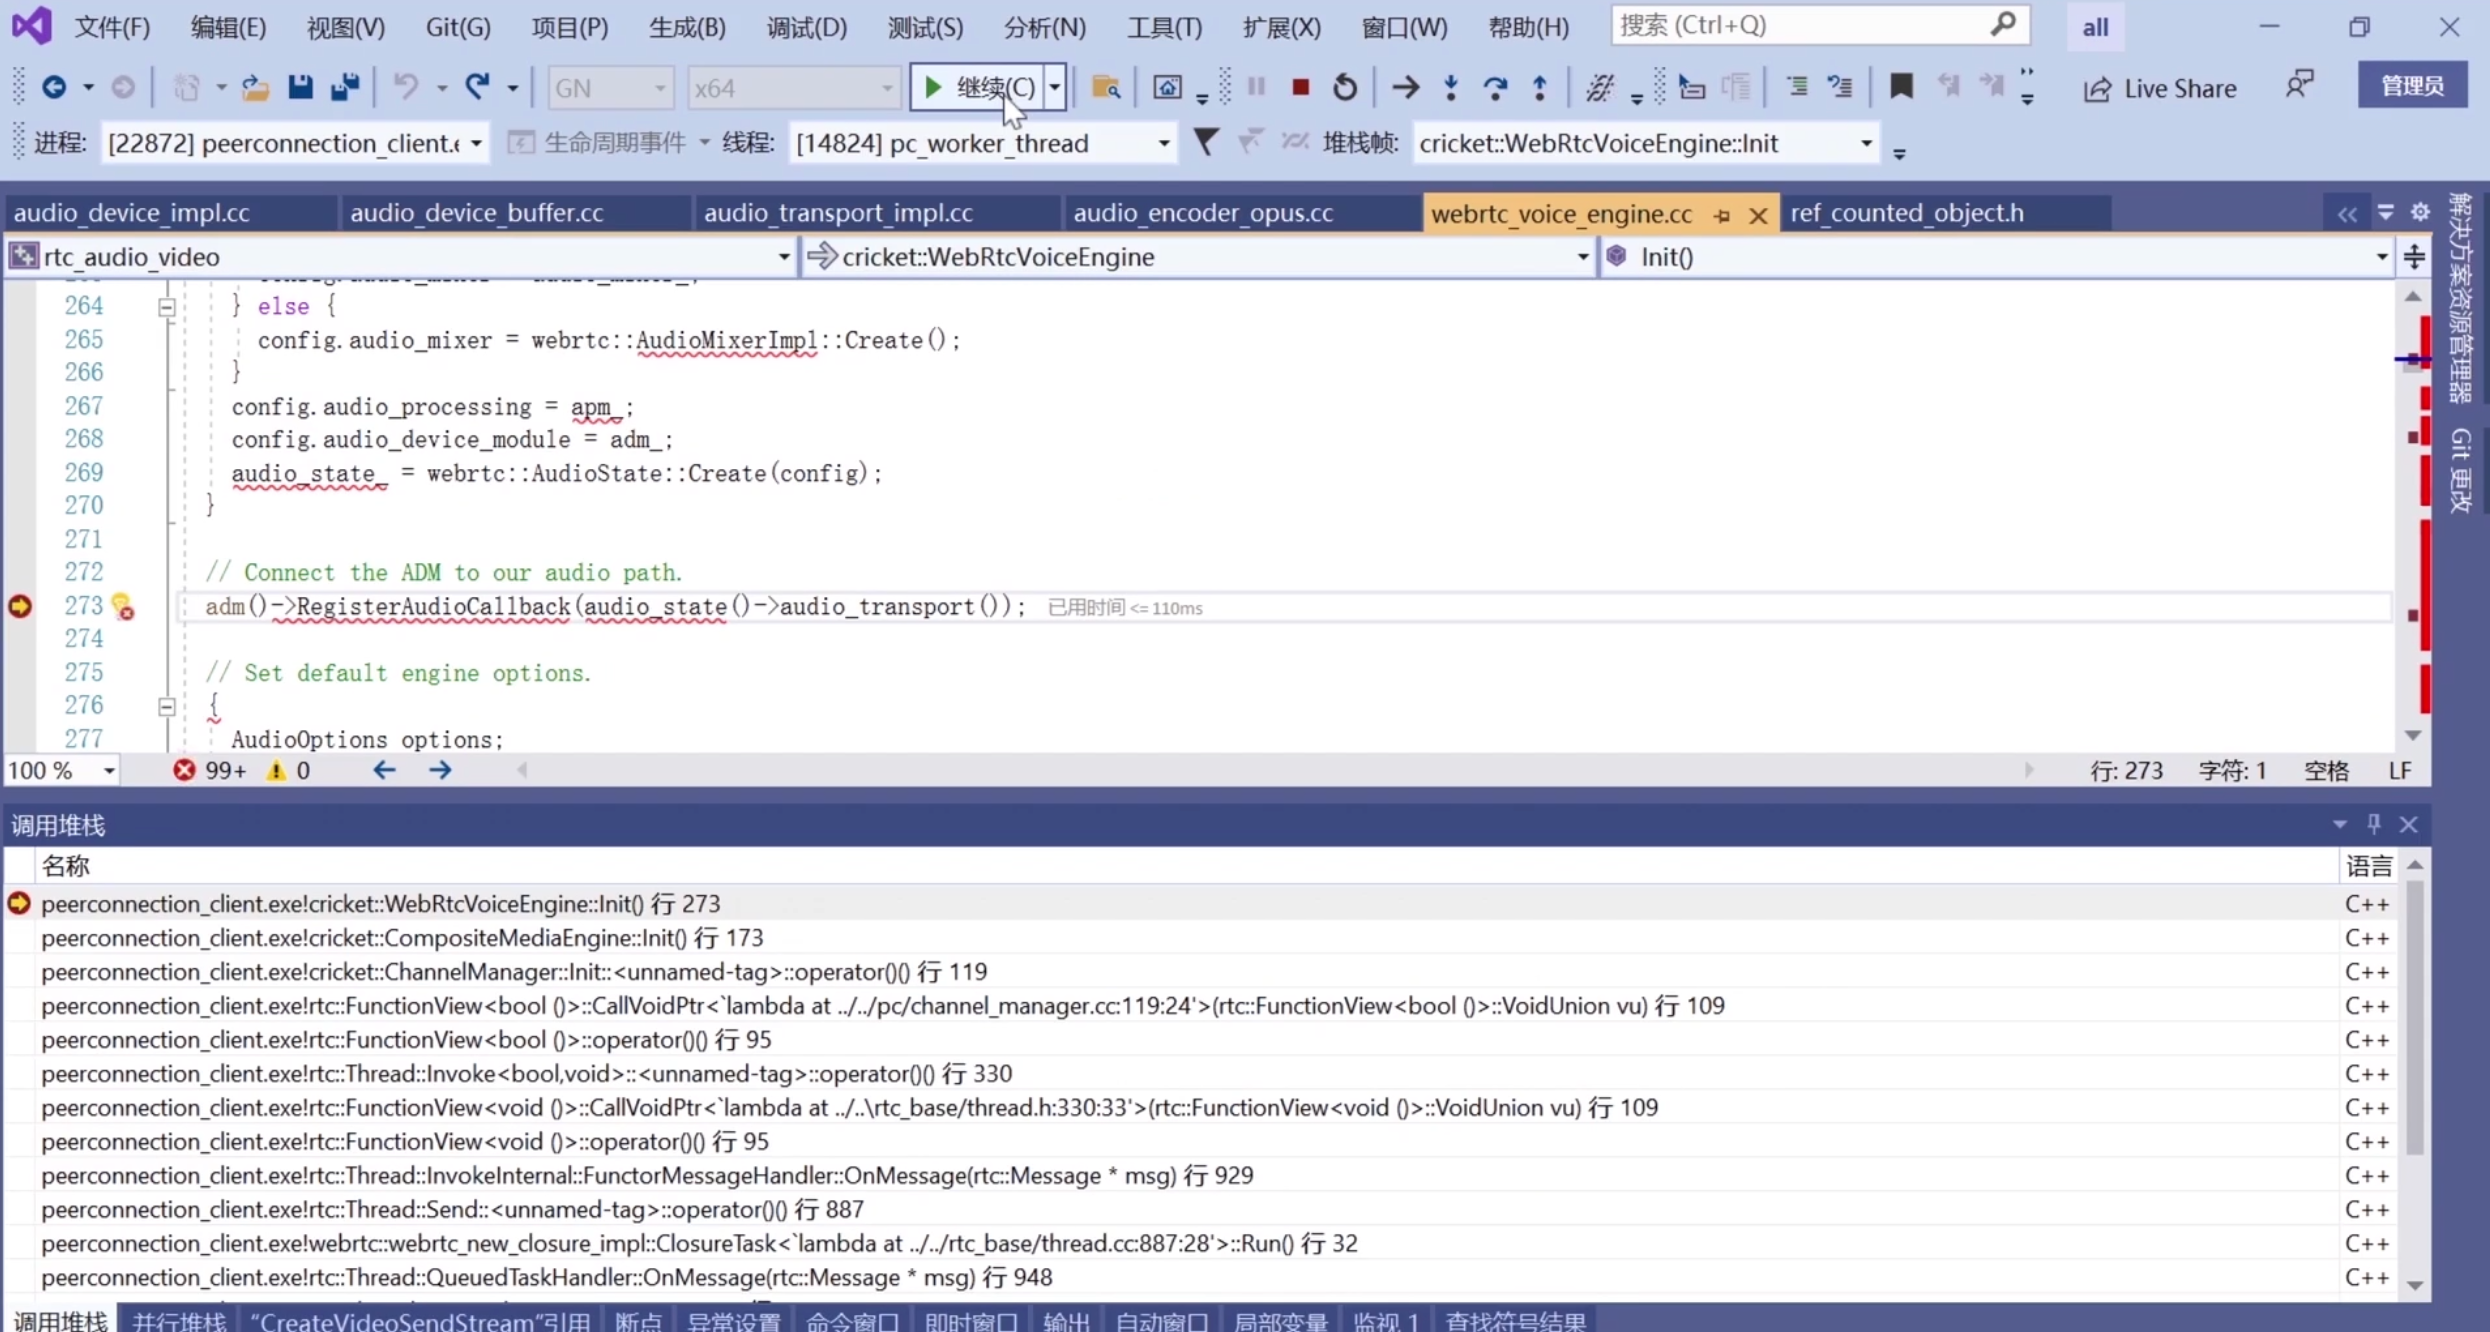 文件(F) 编辑(E) 视图(V) Git(G) 项目(P) 生成(B) 调试(D) 测试(S) 分析(N) 工具(T) 扩展(X) 窗口(W) 帮助(H) 搜索 (Ctrl+Q) all
GN x64 继续(C) Live Share 管理员
进程: [22872] peerconnection_client.e 生命周期事件 线程: [14824] pc_worker_thread 堆栈帧: cricket::WebRtcVoiceEngine::Init
audio_device_impl.cc audio_device_buffer.cc audio_transport_impl.cc audio_encoder_opus.cc webrtc_voice_engine.cc ref_counted_object.h
rtc_audio_video cricket::WebRtcVoiceEngine Init()
264 } else {
265 config.audio_mixer = webrtc::AudioMixerImpl::Create();
266 }
267 config.audio_processing = apm_;
268 config.audio_device_module = adm_;
269 audio_state_ = webrtc::AudioState::Create(config);
270 }
271
272 // Connect the ADM to our audio path.
273 adm()->RegisterAudioCallback(audio_state()->audio_transport()); 已用时间 <= 110ms
274
275 // Set default engine options.
276 {
277 AudioOptions options;
100 % 99+ 0 行: 273 字符: 1 空格 LF
解决方案资源管理器
Git 更改
调用堆栈
名称 语言
peerconnection_client.exe!cricket::WebRtcVoiceEngine::Init() 行 273 C++
peerconnection_client.exe!cricket::CompositeMediaEngine::Init() 行 173 C++
peerconnection_client.exe!cricket::ChannelManager::Init::<unnamed-tag>::operator()() 行 119 C++
peerconnection_client.exe!rtc::FunctionView<bool ()>::CallVoidPtr<`lambda at ../../pc/channel_manager.cc:119:24'>(rtc::FunctionView<bool ()>::VoidUnion vu) 行 109 C++
peerconnection_client.exe!rtc::FunctionView<bool ()>::operator()() 行 95 C++
peerconnection_client.exe!rtc::Thread::Invoke<bool,void>::<unnamed-tag>::operator()() 行 330 C++
peerconnection_client.exe!rtc::FunctionView<void ()>::CallVoidPtr<`lambda at ../..\rtc_base/thread.h:330:33'>(rtc::FunctionView<void ()>::VoidUnion vu) 行 109 C++
peerconnection_client.exe!rtc::FunctionView<void ()>::operator()() 行 95 C++
peerconnection_client.exe!rtc::Thread::InvokeInternal::FunctorMessageHandler::OnMessage(rtc::Message * msg) 行 929 C++
peerconnection_client.exe!rtc::Thread::Send::<unnamed-tag>::operator()() 行 887 C++
peerconnection_client.exe!webrtc::webrtc_new_closure_impl::ClosureTask<`lambda at ../../rtc_base/thread.cc:887:28'>::Run() 行 32 C++
peerconnection_client.exe!rtc::Thread::QueuedTaskHandler::OnMessage(rtc::Message * msg) 行 948 C++
调用堆栈 并行堆栈 "CreateVideoSendStream"引用 断点 异常设置 命令窗口 即时窗口 输出 自动窗口 局部变量 监视 1 查找符号结果